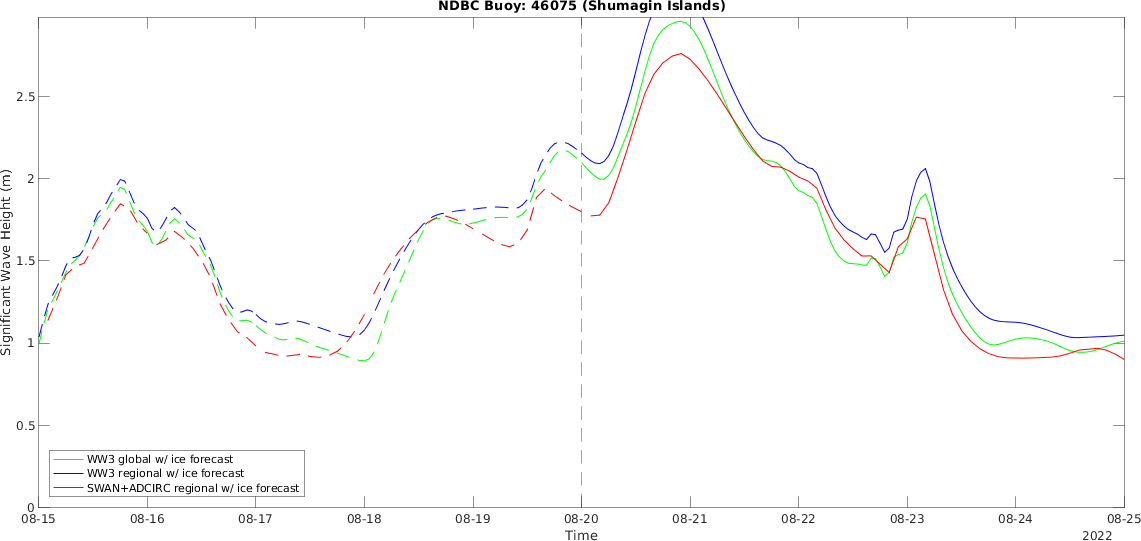 NDBC Buoy: 46075 (Shumagin Islands)
Significant Wave Height (m)
2.5
2
1.5
1
0.5
0
WW3 global w/ ice forecast
WW3 regional w/ ice forecast
SWAN+ADCIRC regional w/ ice forecast
08-15 08-16 08-17 08-18 08-19 08-20 08-21 08-22 08-23 08-24 08-25
Time
2022